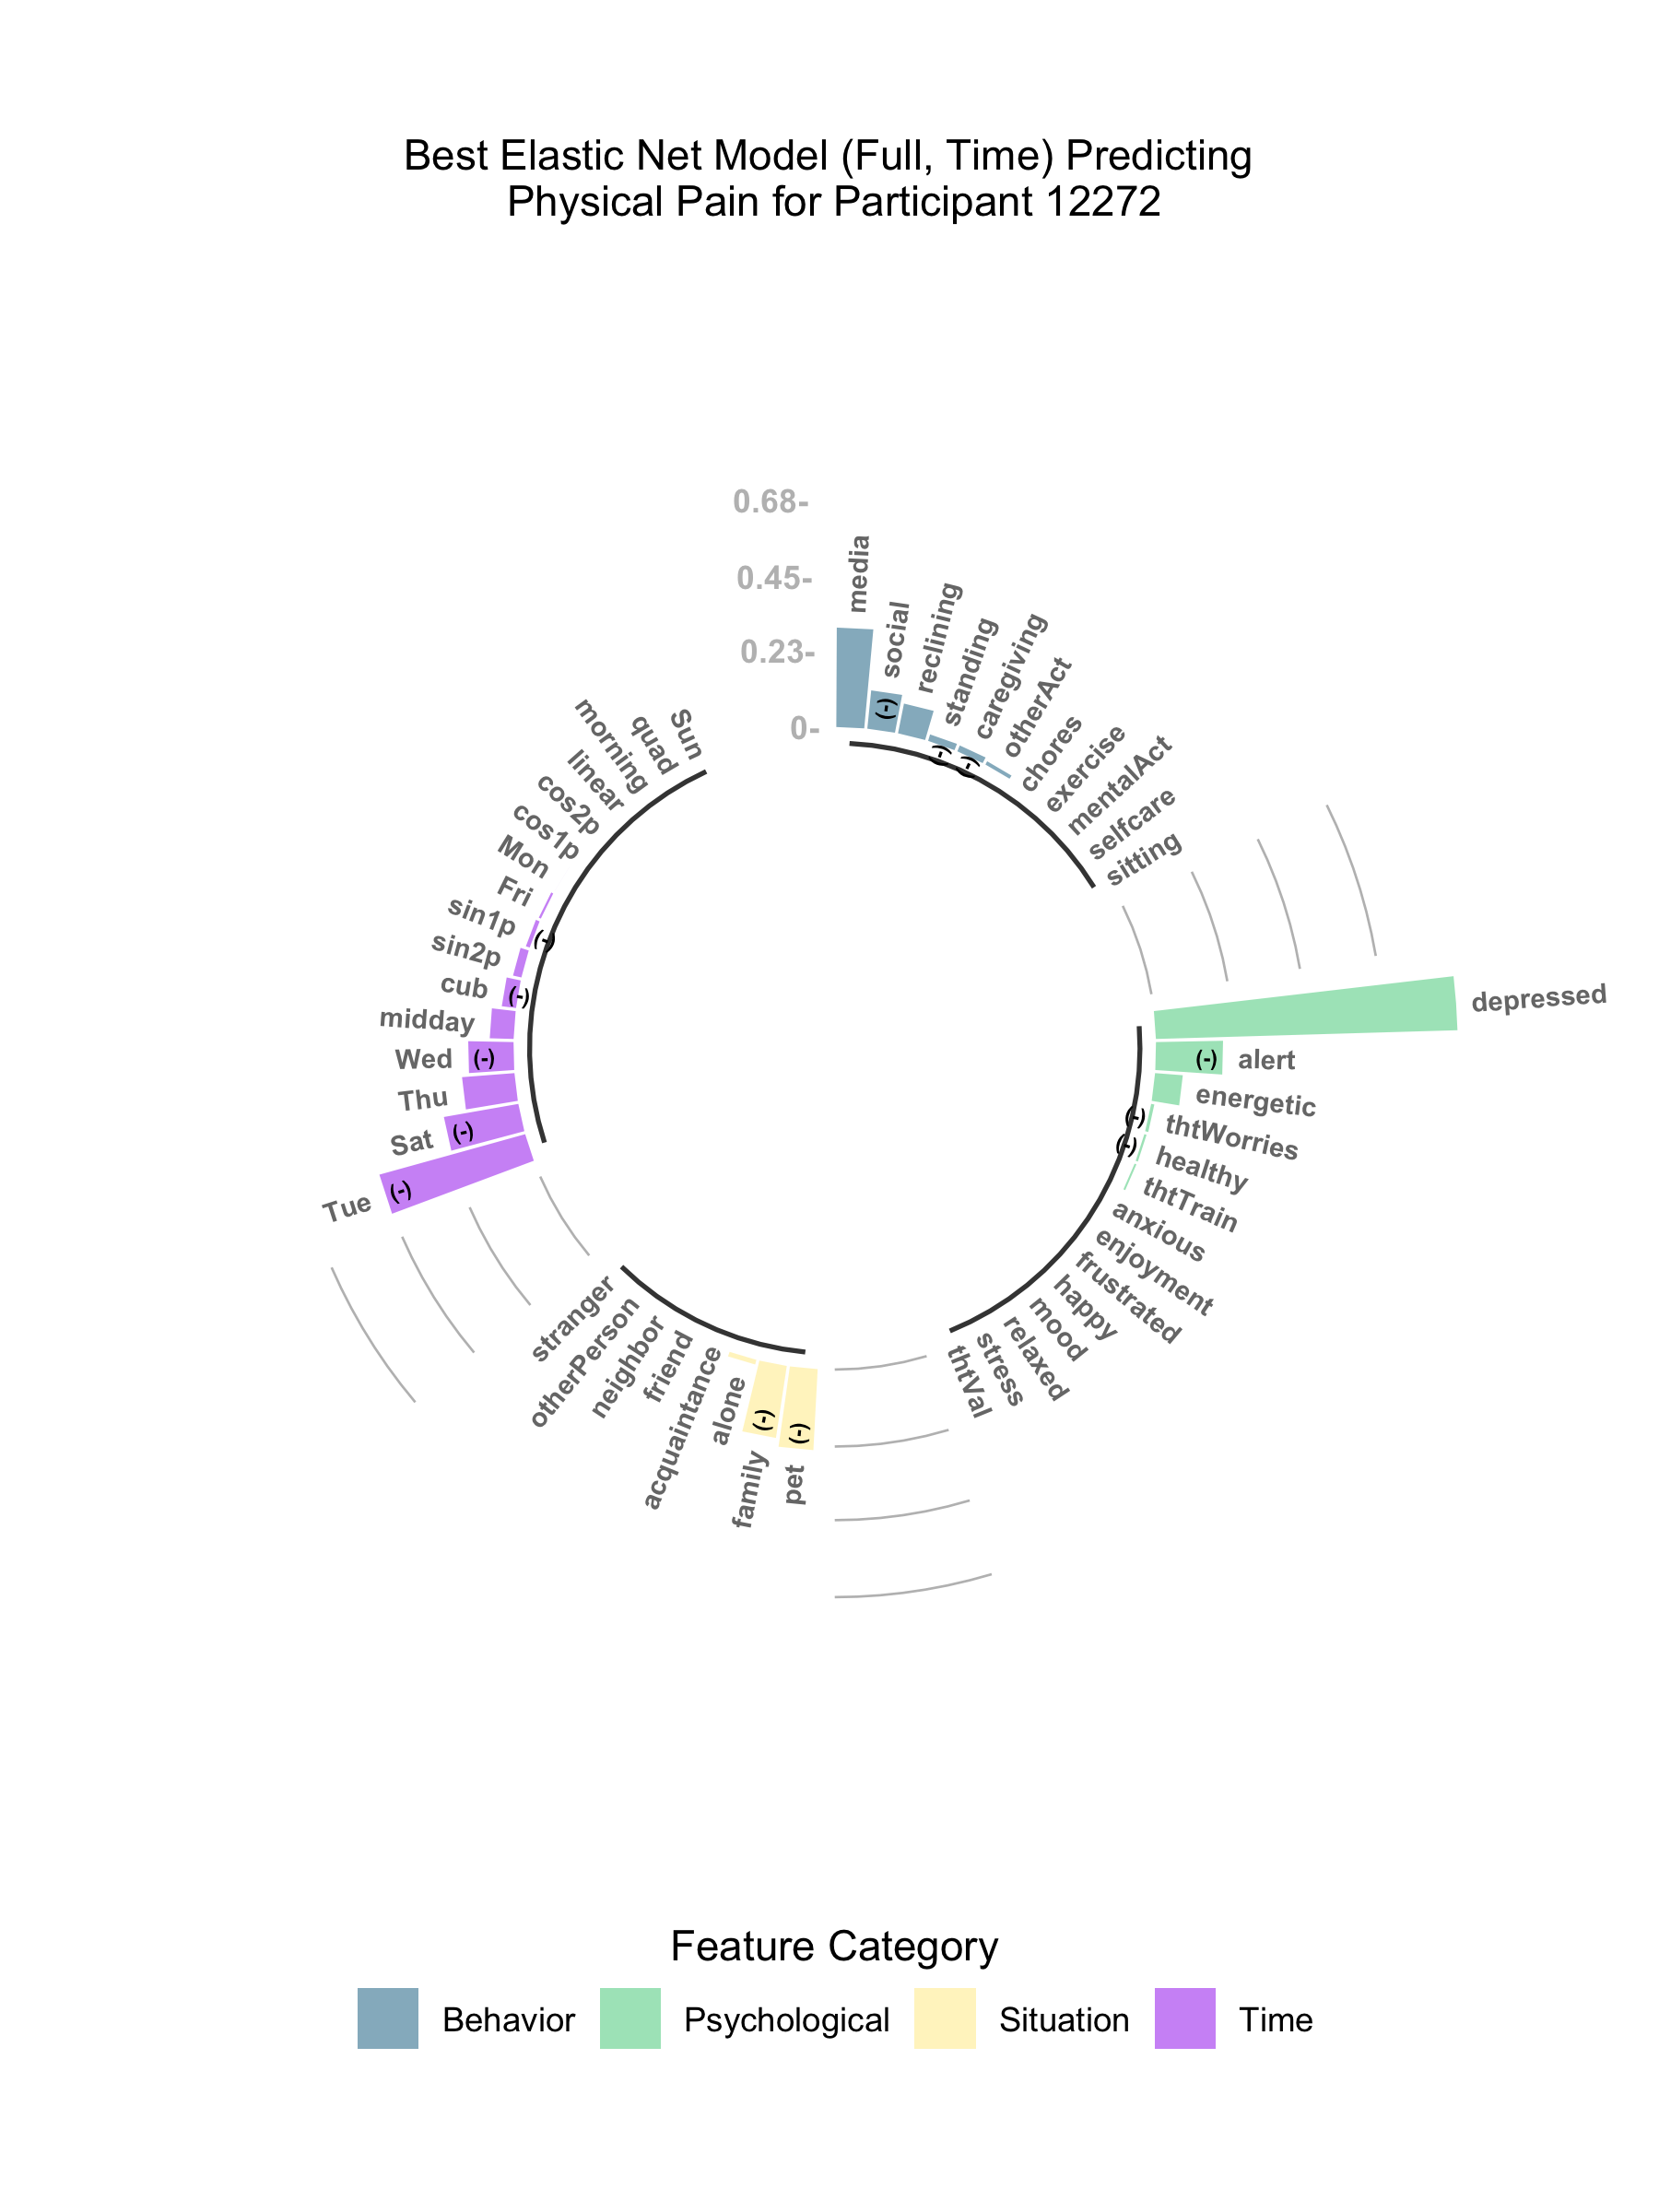 Best Elastic Net Model (Full, Time) Predicting
Physical Pain for Participant 12272
0.68-
0.45-
0.23-
0-
media
social
(-)
reclining
standing
(-)
caregiving
(-)
otherAct
chores
exercise
mentalAct
selfcare
sitting
depressed
alert
(-)
energetic
thtWorries
(-)
healthy
(-)
thtTrain
anxious
enjoyment
frustrated
happy
mood
relaxed
stress
thtVal
pet
(-)
family
(-)
alone
acquaintance
friend
neighbor
otherPerson
stranger
Tue
(-)
Sat
(-)
Thu
Wed
(-)
midday
cub
(-)
sin2p
sin1p
(-)
Fri
Mon
cos1p
cos2p
linear
morning
quad
Sun
Feature Category
Behavior
Psychological
Situation
Time